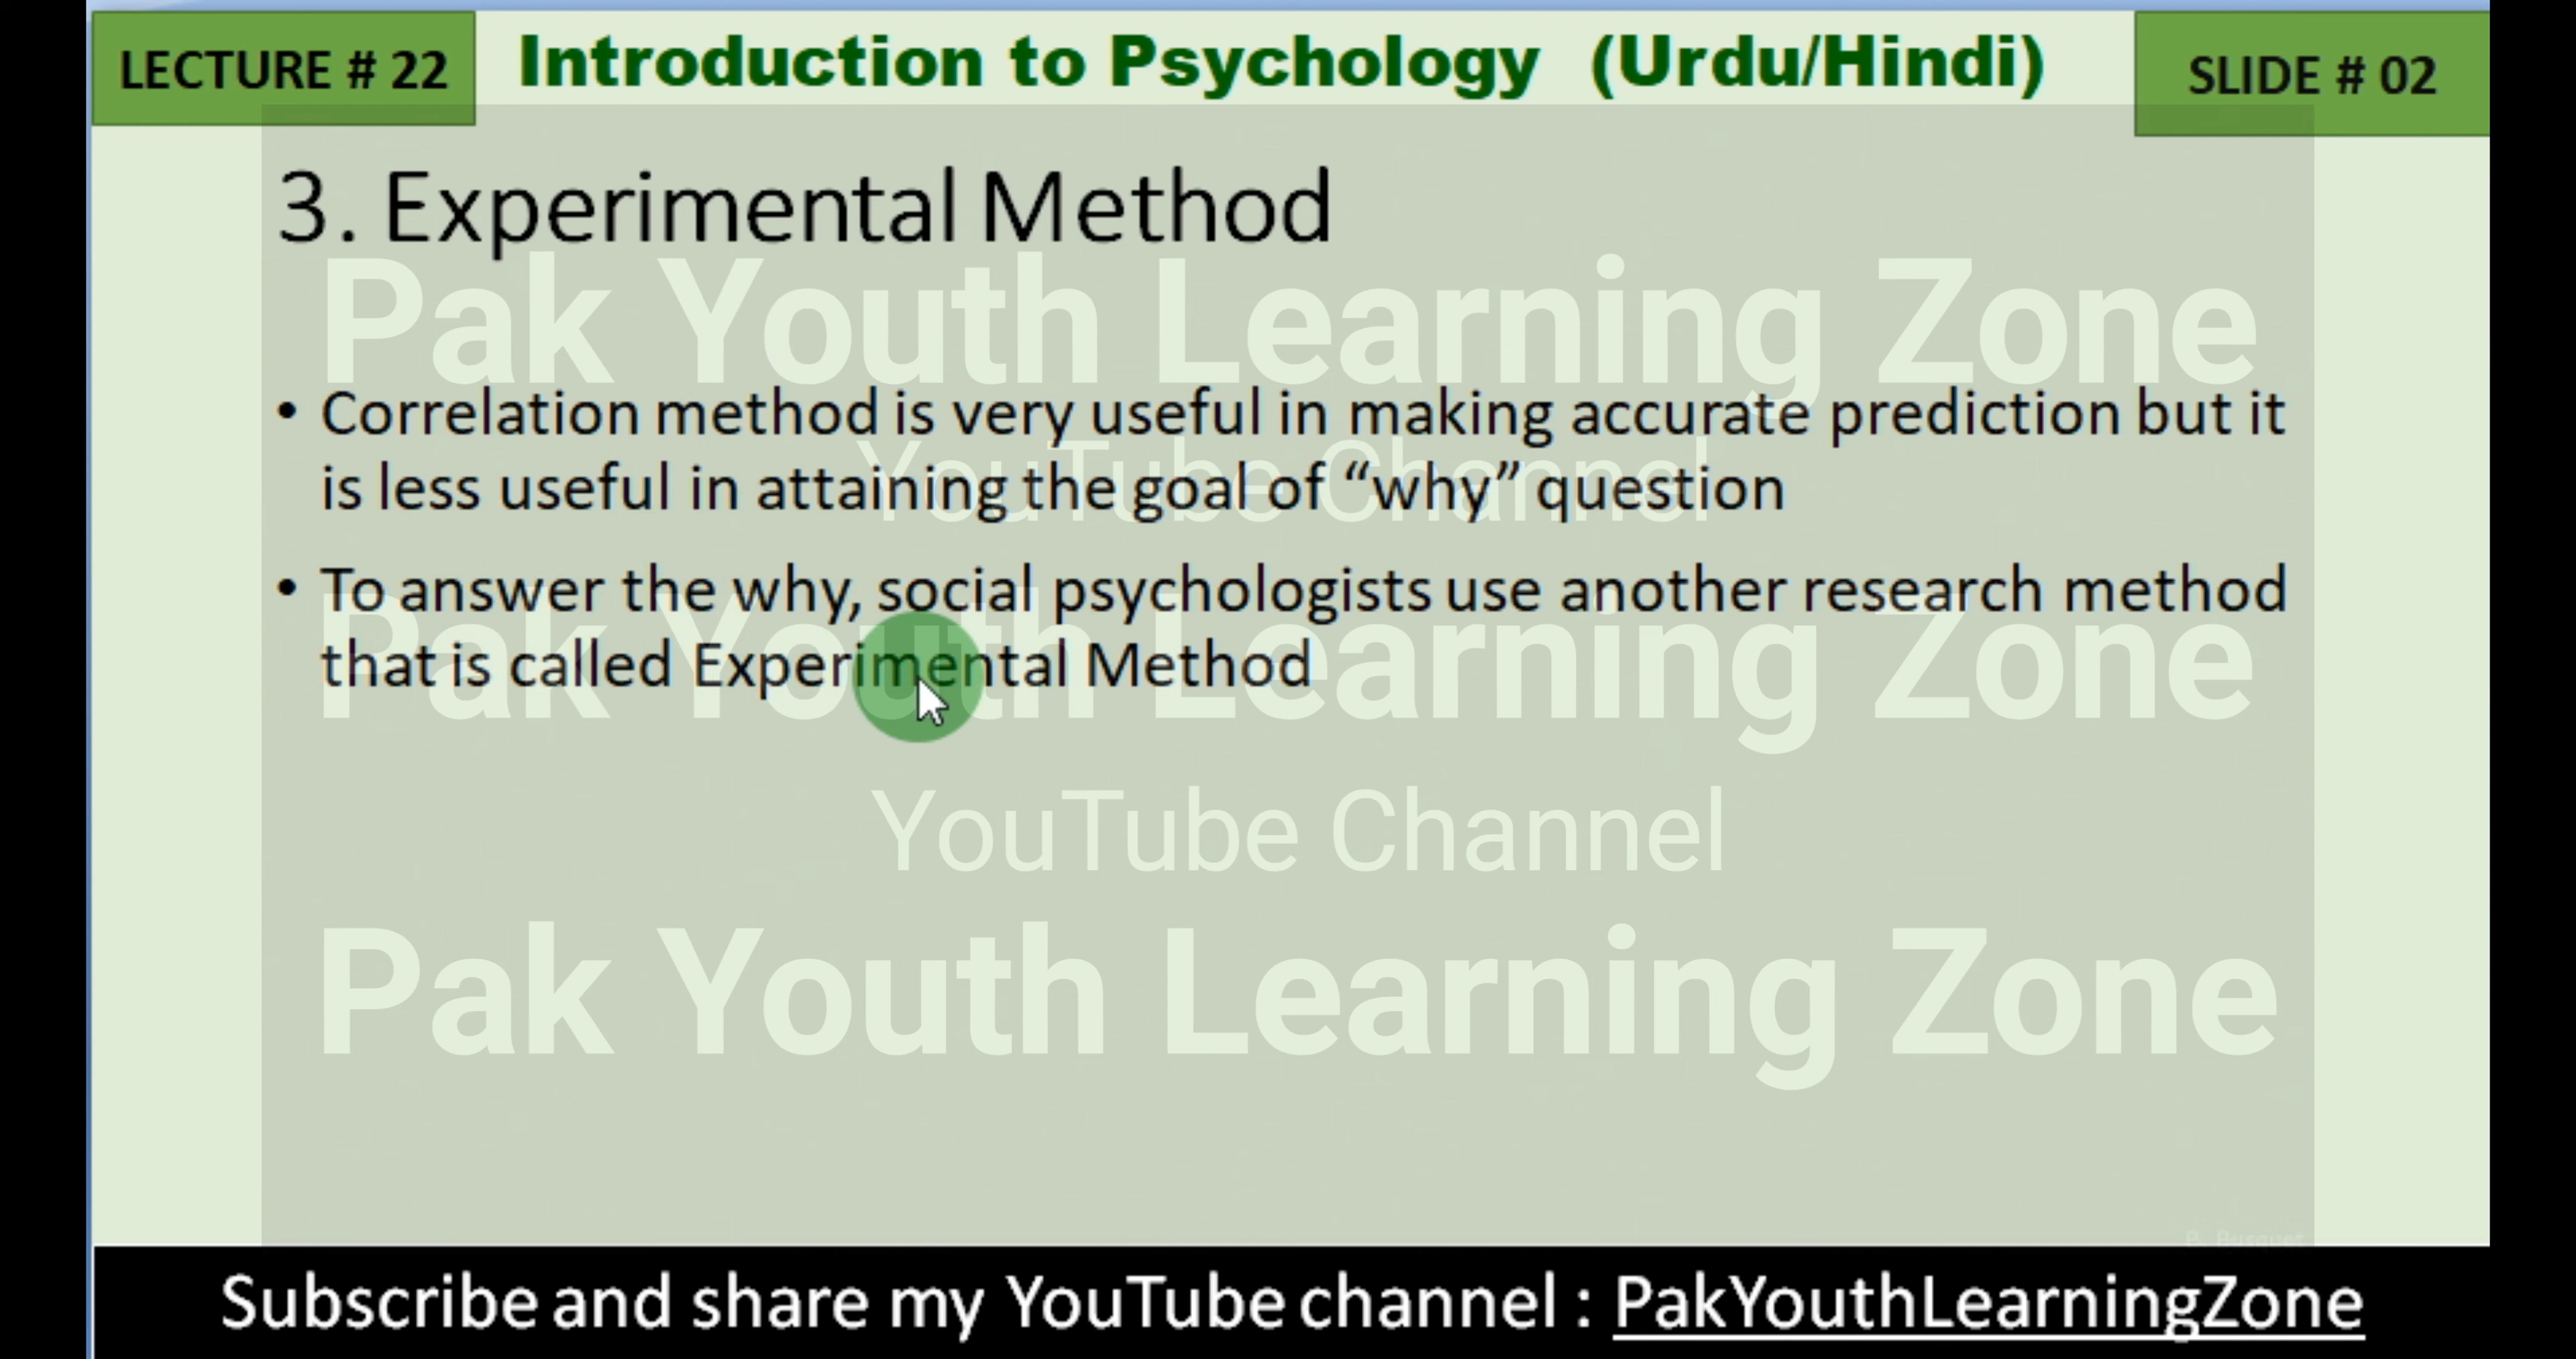 LECTURE # 22
Introduction to Psychology (Urdu/Hindi)
SLIDE # 02
3. Experimental Method
Pak Youth Learning Zone
• Correlation method is very useful in making accurate prediction but it
is less useful in attaining the goal of “why” question
YouTube Channel
• To answer the why, social psychologists use another research method
that is called Experimental Method
Pak Youth Learning Zone
YouTube Channel
Pak Youth Learning Zone
B. Busquet
Subscribe and share my YouTube channel : PakYouthLearningZone